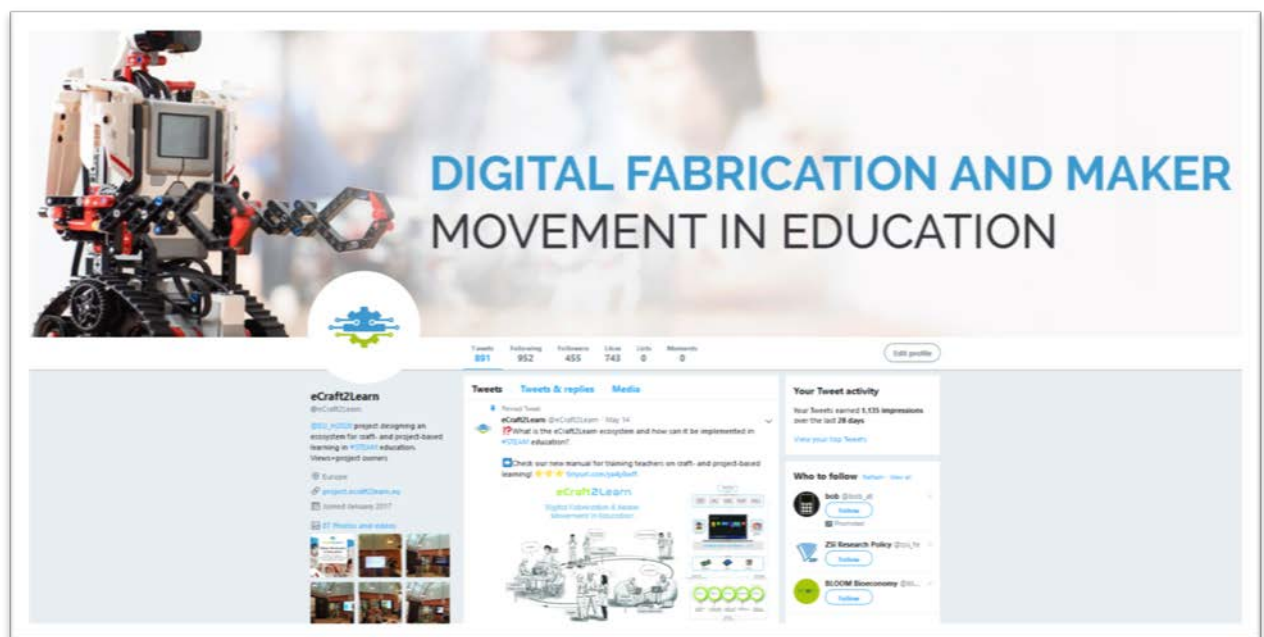 DIGITAL FABRICATION AND MAKER
MOVEMENT IN EDUCATION
Tweets Following Followers Likes Lists Moments
891 952 455 743 0 0
Edit profile
eCraft2Learn
@eCraft2Learn
@EU_H2020 project designing an
ecosystem for craft- and project-based
learning in #STEAM education.
Views=project owners
Europe
project.ecraft2learn.eu
Joined January 2017
Photos and videos
Tweets Tweets & replies Media
Pinned Tweet
eCraft2Learn @eCraft2Learn · May 14
⁉️What is the eCraft2Learn ecosystem and how can it be implemented in
#STEAM education?
➡️Check our new manual for training teachers on craft- and project-based
learning!
eCraft2Learn
Digital Fabrication & Maker
Movement in Education
Your Tweet activity
Your Tweets earned 1,135 impressions
over the last 28 days
View your top Tweets
Who to follow Refresh · View all
bob @bob_at
Follow
Promoted
ZSI Research Policy
Follow
BLOOM Bioeconomy
Follow